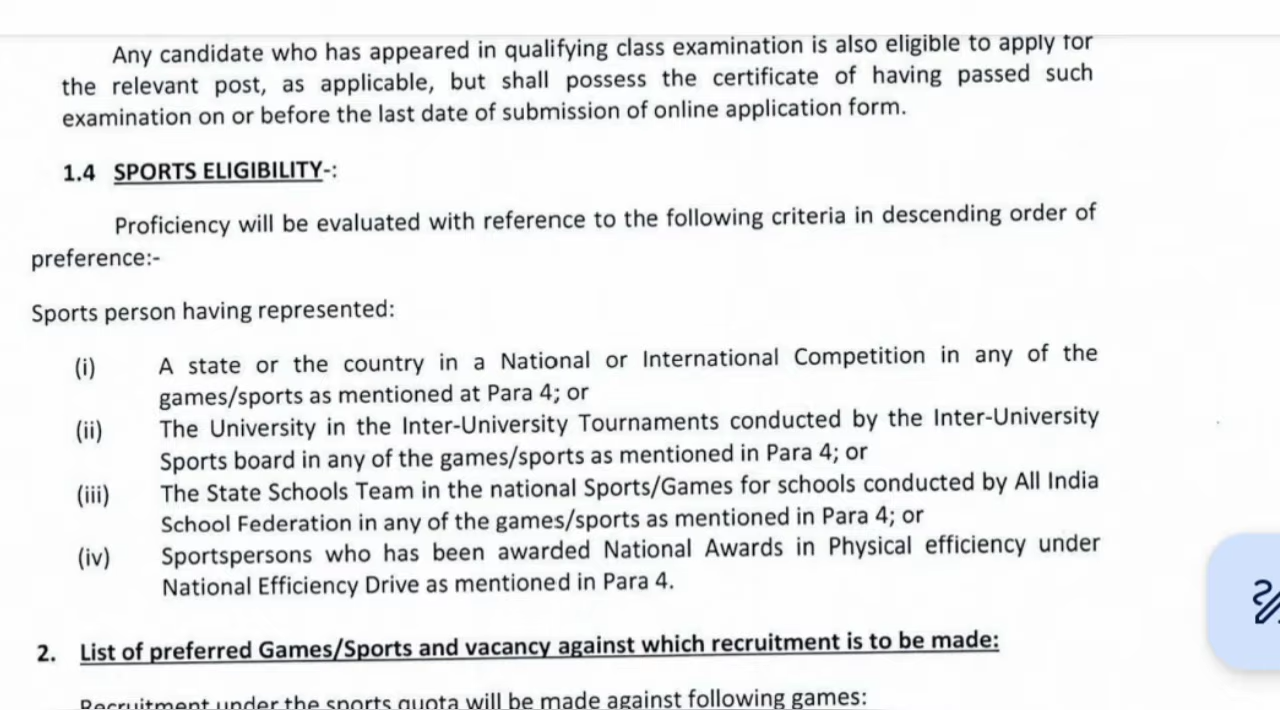 Any candidate who has appeared in qualifying class examination is also eligible to apply for
the relevant post, as applicable, but shall possess the certificate of having passed such
examination on or before the last date of submission of online application form.
1.4 SPORTS ELIGIBILITY-:
Proficiency will be evaluated with reference to the following criteria in descending order of
preference:-
Sports person having represented:
(i) A state or the country in a National or International Competition in any of the
games/sports as mentioned at Para 4; or
(ii) The University in the Inter-University Tournaments conducted by the Inter-University
Sports board in any of the games/sports as mentioned in Para 4; or
(iii) The State Schools Team in the national Sports/Games for schools conducted by All India
School Federation in any of the games/sports as mentioned in Para 4; or
(iv) Sportspersons who has been awarded National Awards in Physical efficiency under
National Efficiency Drive as mentioned in Para 4.
2. List of preferred Games/Sports and vacancy against which recruitment is to be made:
Recruitment under the sports quota will be made against following games: